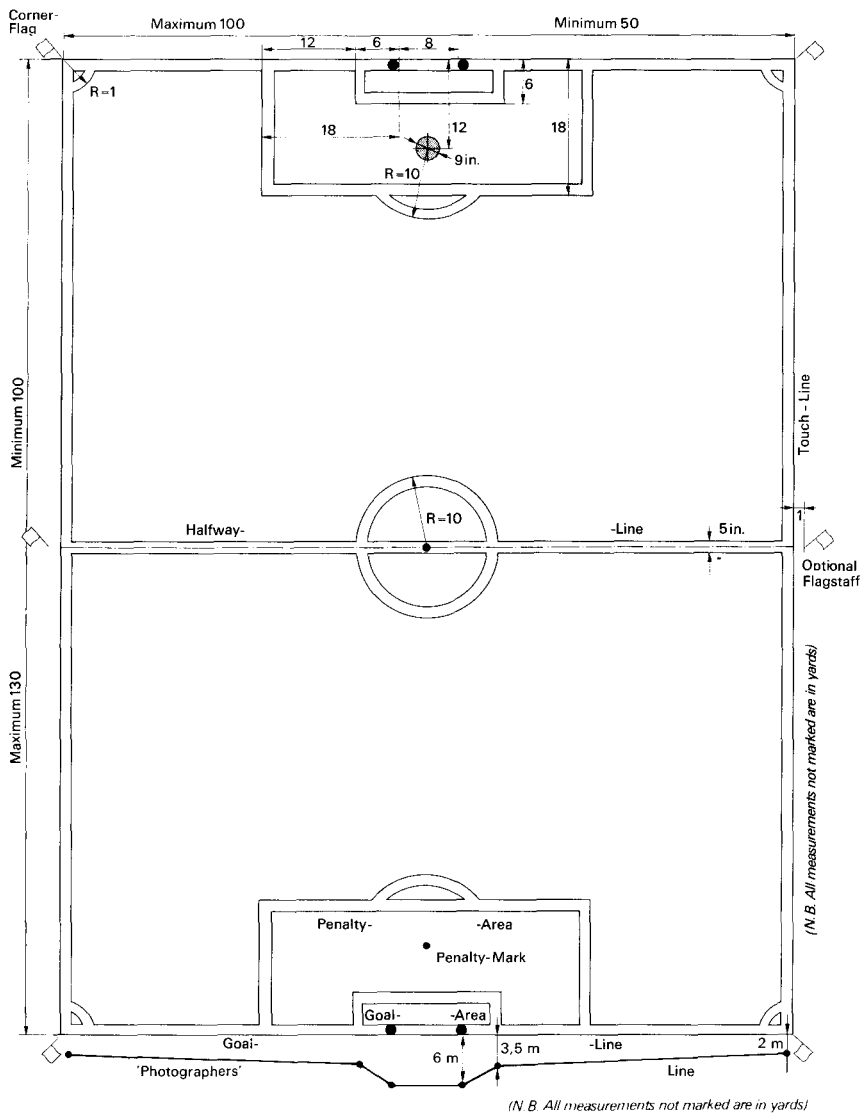 Corner-
Flag
Maximum 100
Minimum 50
12
6
8
R=1
6
18
12
18
9 in.
R=10
Minimum 100
Touch - Line
R=10
Halfway-
-Line
5 in.
1
Optional
Flagstaff
Maximum 130
(N.B. All measurements not marked are in yards)
Penalty-
-Area
Penalty-Mark
Goal-
-Area
Goal-
-Line
6 m
3,5 m
2 m
'Photographers'
Line
(N.B. All measurements not marked are in yards)